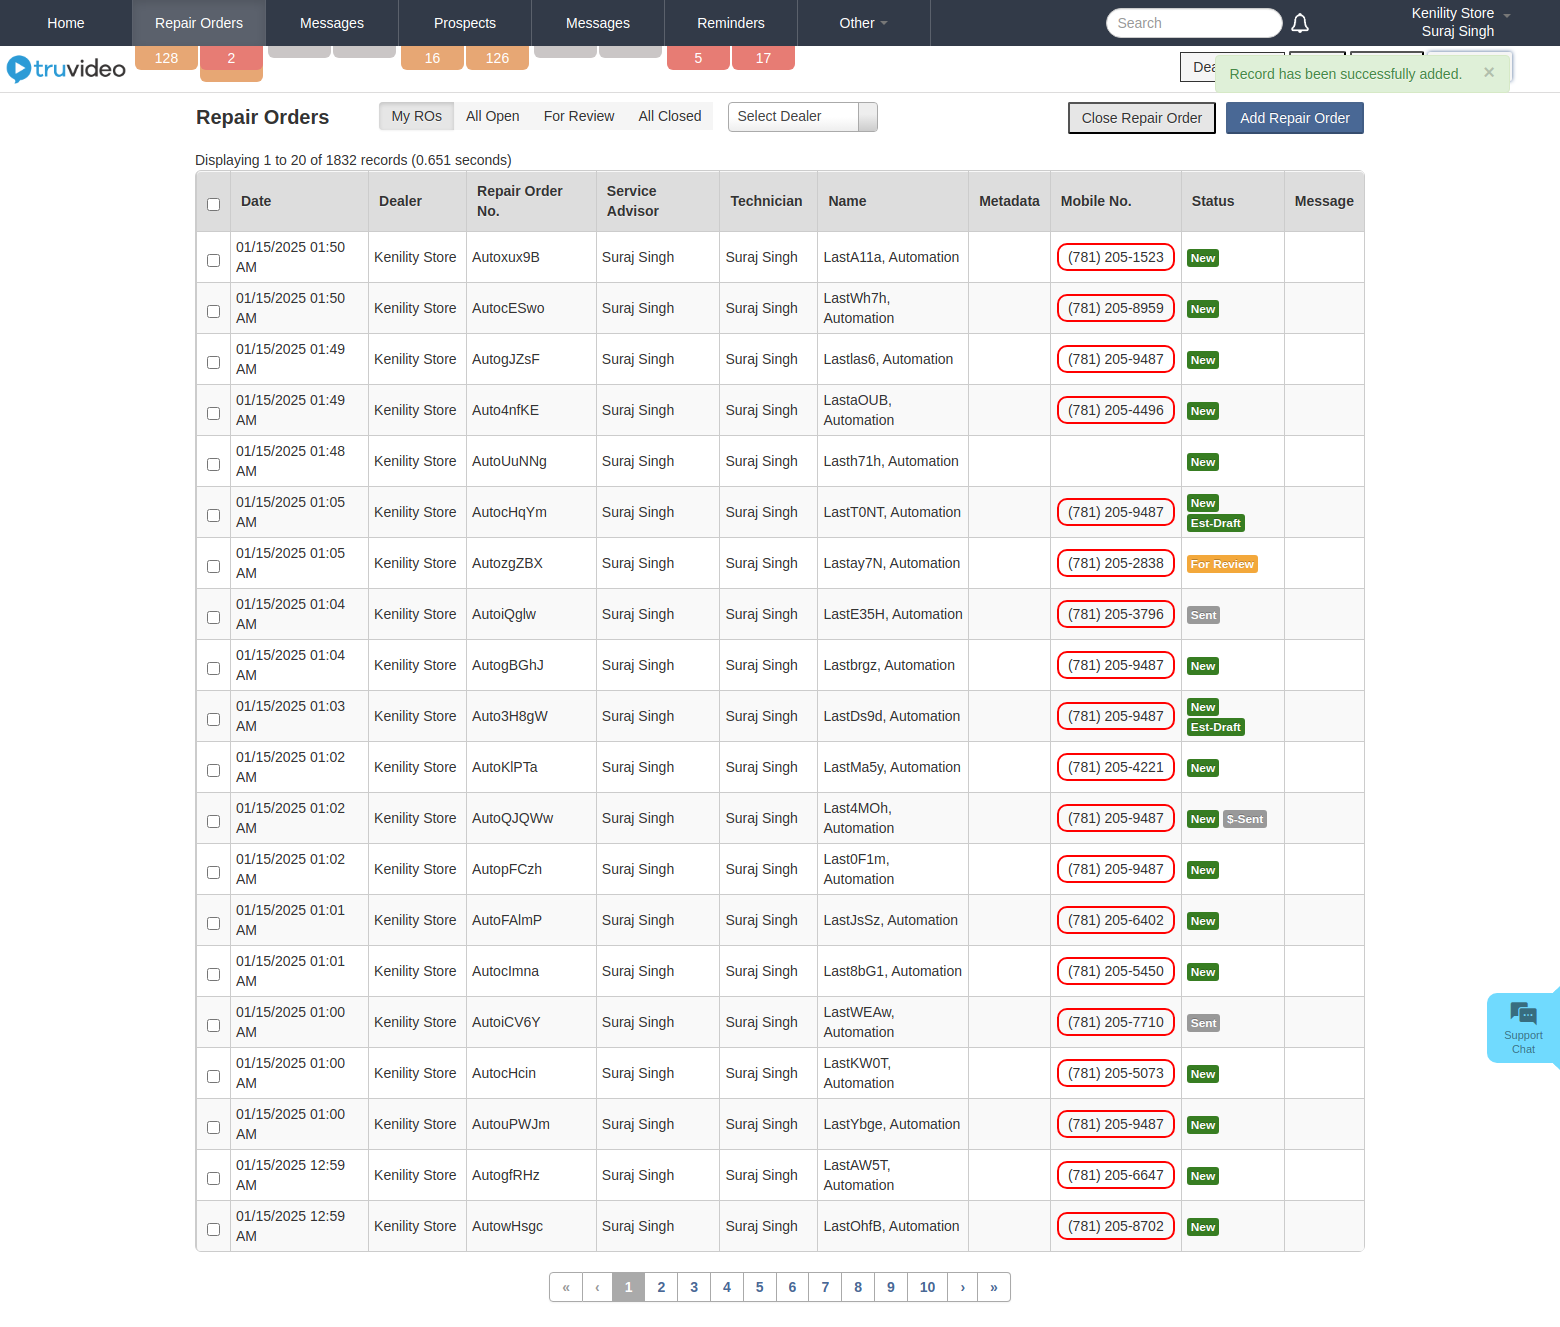 Home Repair Orders Messages Prospects Messages Reminders Other Search Kenility Store
Suraj Singh
truvideo 128 2 16 126 5 17
Record has been successfully added. ×
Repair Orders My ROs All Open For Review All Closed Select Dealer Close Repair Order Add Repair Order
Displaying 1 to 20 of 1832 records (0.651 seconds)
Date Dealer Repair Order No. Service Advisor Technician Name Metadata Mobile No. Status Message
01/15/2025 01:50 AM Kenility Store Autoxux9B Suraj Singh Suraj Singh LastA11a, Automation (781) 205-1523 New
01/15/2025 01:50 AM Kenility Store AutocESwo Suraj Singh Suraj Singh LastWh7h, Automation (781) 205-8959 New
01/15/2025 01:49 AM Kenility Store AutogJZsF Suraj Singh Suraj Singh Lastlas6, Automation (781) 205-9487 New
01/15/2025 01:49 AM Kenility Store Auto4nfKE Suraj Singh Suraj Singh LastaOUB, Automation (781) 205-4496 New
01/15/2025 01:48 AM Kenility Store AutoUuNNg Suraj Singh Suraj Singh Lasth71h, Automation New
01/15/2025 01:05 AM Kenility Store AutocHqYm Suraj Singh Suraj Singh LastT0NT, Automation (781) 205-9487 New Est-Draft
01/15/2025 01:05 AM Kenility Store AutozgZBX Suraj Singh Suraj Singh Lastay7N, Automation (781) 205-2838 For Review
01/15/2025 01:04 AM Kenility Store AutoiQglw Suraj Singh Suraj Singh LastE35H, Automation (781) 205-3796 Sent
01/15/2025 01:04 AM Kenility Store AutogBGhJ Suraj Singh Suraj Singh Lastbrgz, Automation (781) 205-9487 New
01/15/2025 01:03 AM Kenility Store Auto3H8gW Suraj Singh Suraj Singh LastDs9d, Automation (781) 205-9487 New Est-Draft
01/15/2025 01:02 AM Kenility Store AutoKlPTa Suraj Singh Suraj Singh LastMa5y, Automation (781) 205-4221 New
01/15/2025 01:02 AM Kenility Store AutoQJQWw Suraj Singh Suraj Singh Last4MOh, Automation (781) 205-9487 New $-Sent
01/15/2025 01:02 AM Kenility Store AutopFCzh Suraj Singh Suraj Singh Last0F1m, Automation (781) 205-9487 New
01/15/2025 01:01 AM Kenility Store AutoFAlmP Suraj Singh Suraj Singh LastJsSz, Automation (781) 205-6402 New
01/15/2025 01:01 AM Kenility Store AutocImna Suraj Singh Suraj Singh Last8bG1, Automation (781) 205-5450 New
01/15/2025 01:00 AM Kenility Store AutoiCV6Y Suraj Singh Suraj Singh LastWEAw, Automation (781) 205-7710 Sent
01/15/2025 01:00 AM Kenility Store AutocHcin Suraj Singh Suraj Singh LastKW0T, Automation (781) 205-5073 New
01/15/2025 01:00 AM Kenility Store AutouPWJm Suraj Singh Suraj Singh LastYbge, Automation (781) 205-9487 New
01/15/2025 12:59 AM Kenility Store AutogfRHz Suraj Singh Suraj Singh LastAW5T, Automation (781) 205-6647 New
01/15/2025 12:59 AM Kenility Store AutowHsgc Suraj Singh Suraj Singh LastOhfB, Automation (781) 205-8702 New
Support
Chat
« ‹ 1 2 3 4 5 6 7 8 9 10 › »